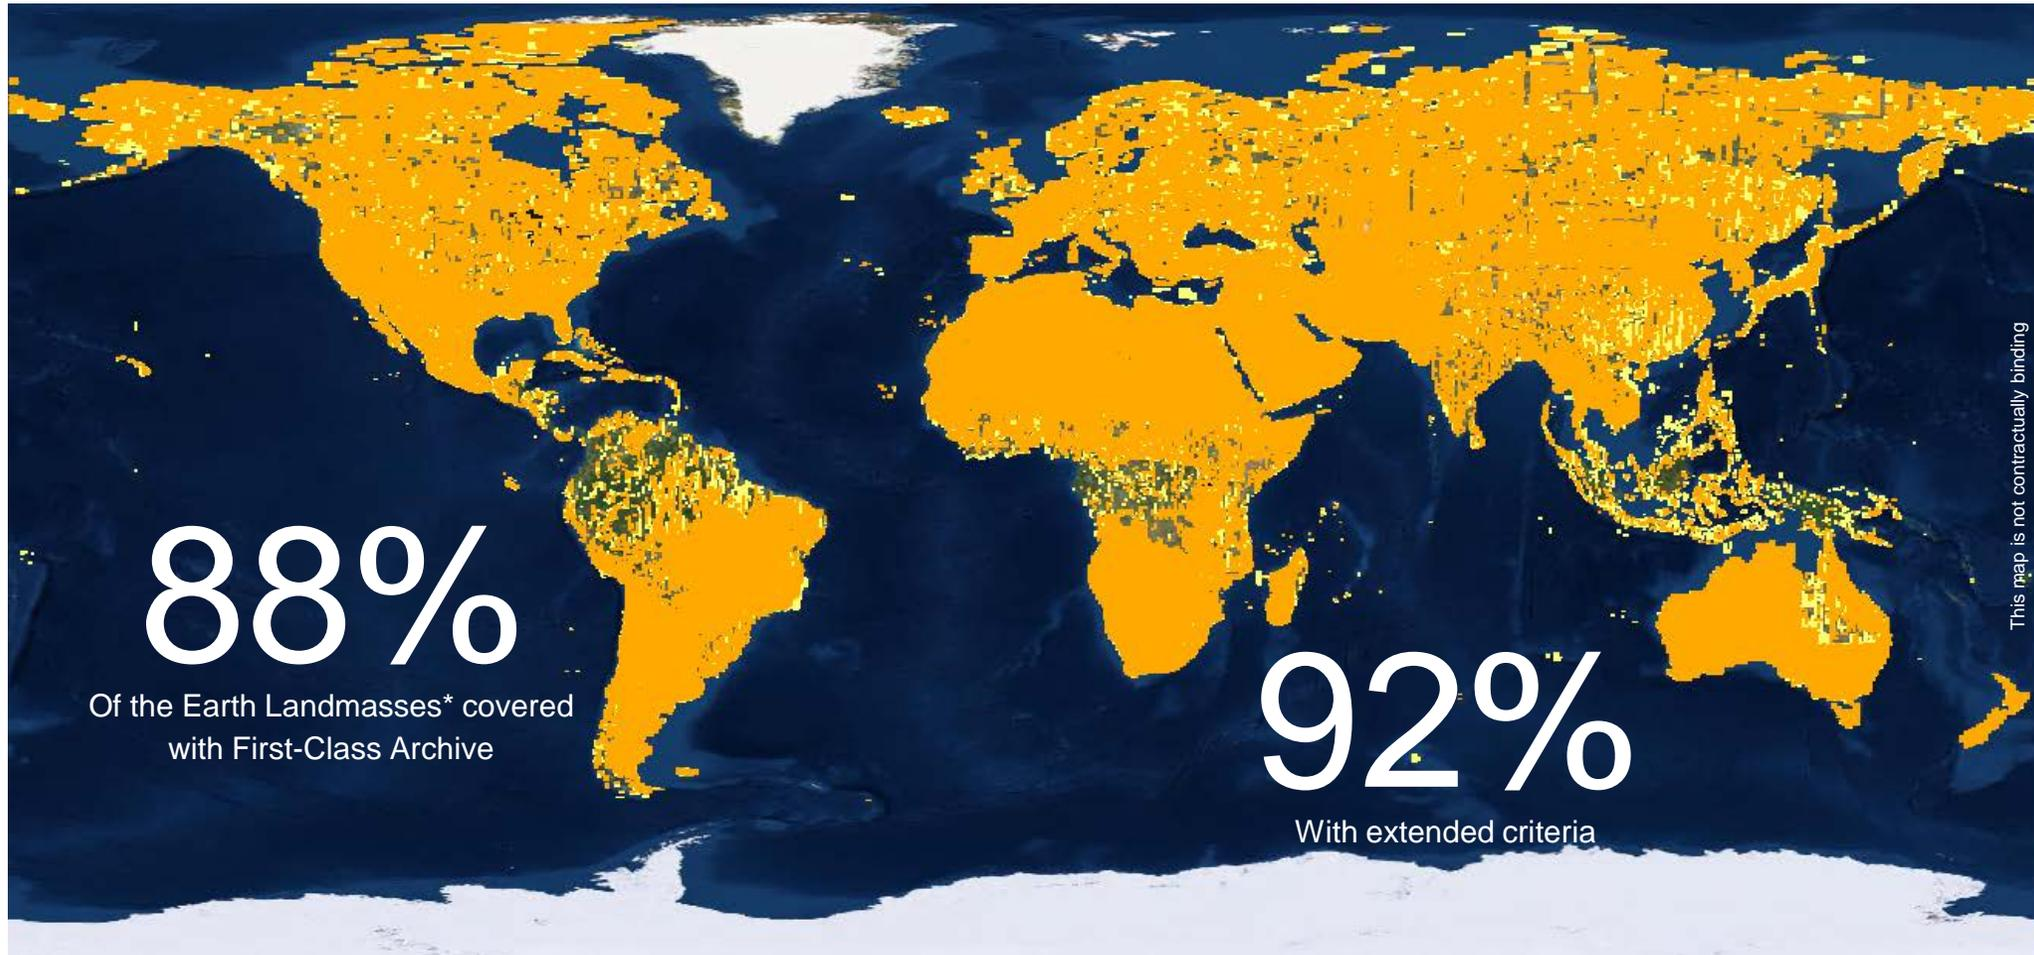 88%
Of the Earth Landmasses* covered
with First-Class Archive
92%
With extended criteria
This map is not contractually binding